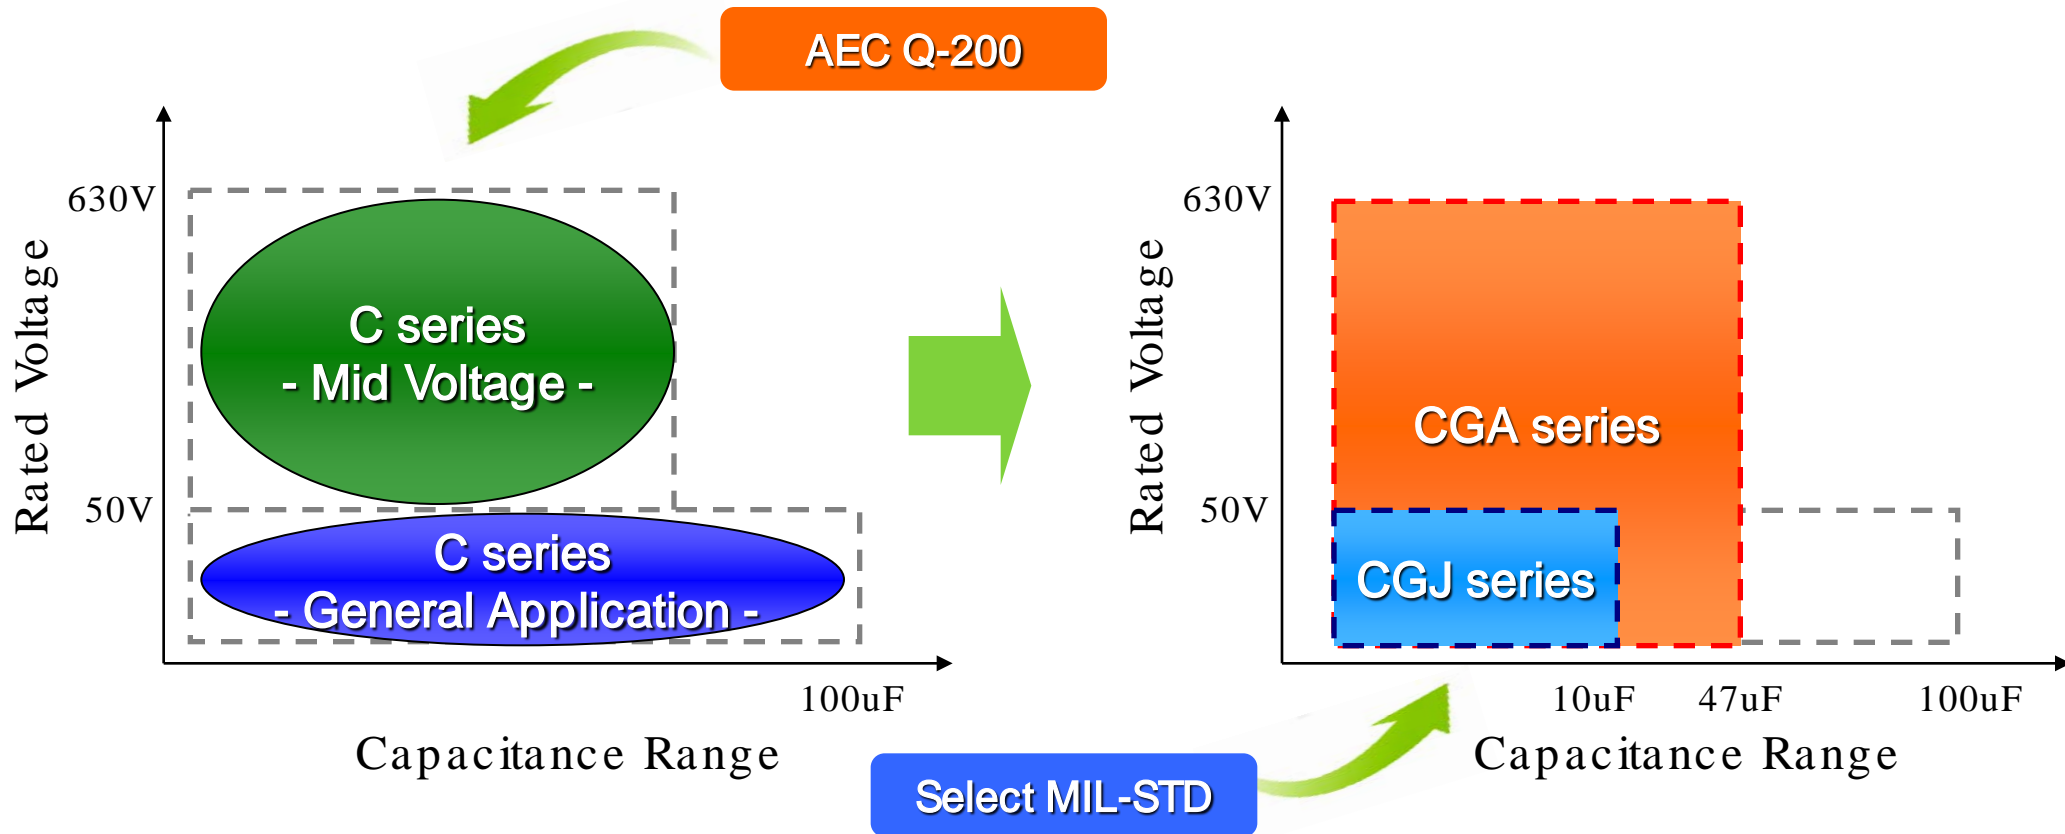 AEC Q-200
630V
Rated Voltage
50V
C series
- Mid Voltage -
C series
- General Application -
100uF
Capacitance Range
630V
Rated Voltage
50V
CGA series
CGJ series
10uF
47uF
100uF
Capacitance Range
Select MIL-STD